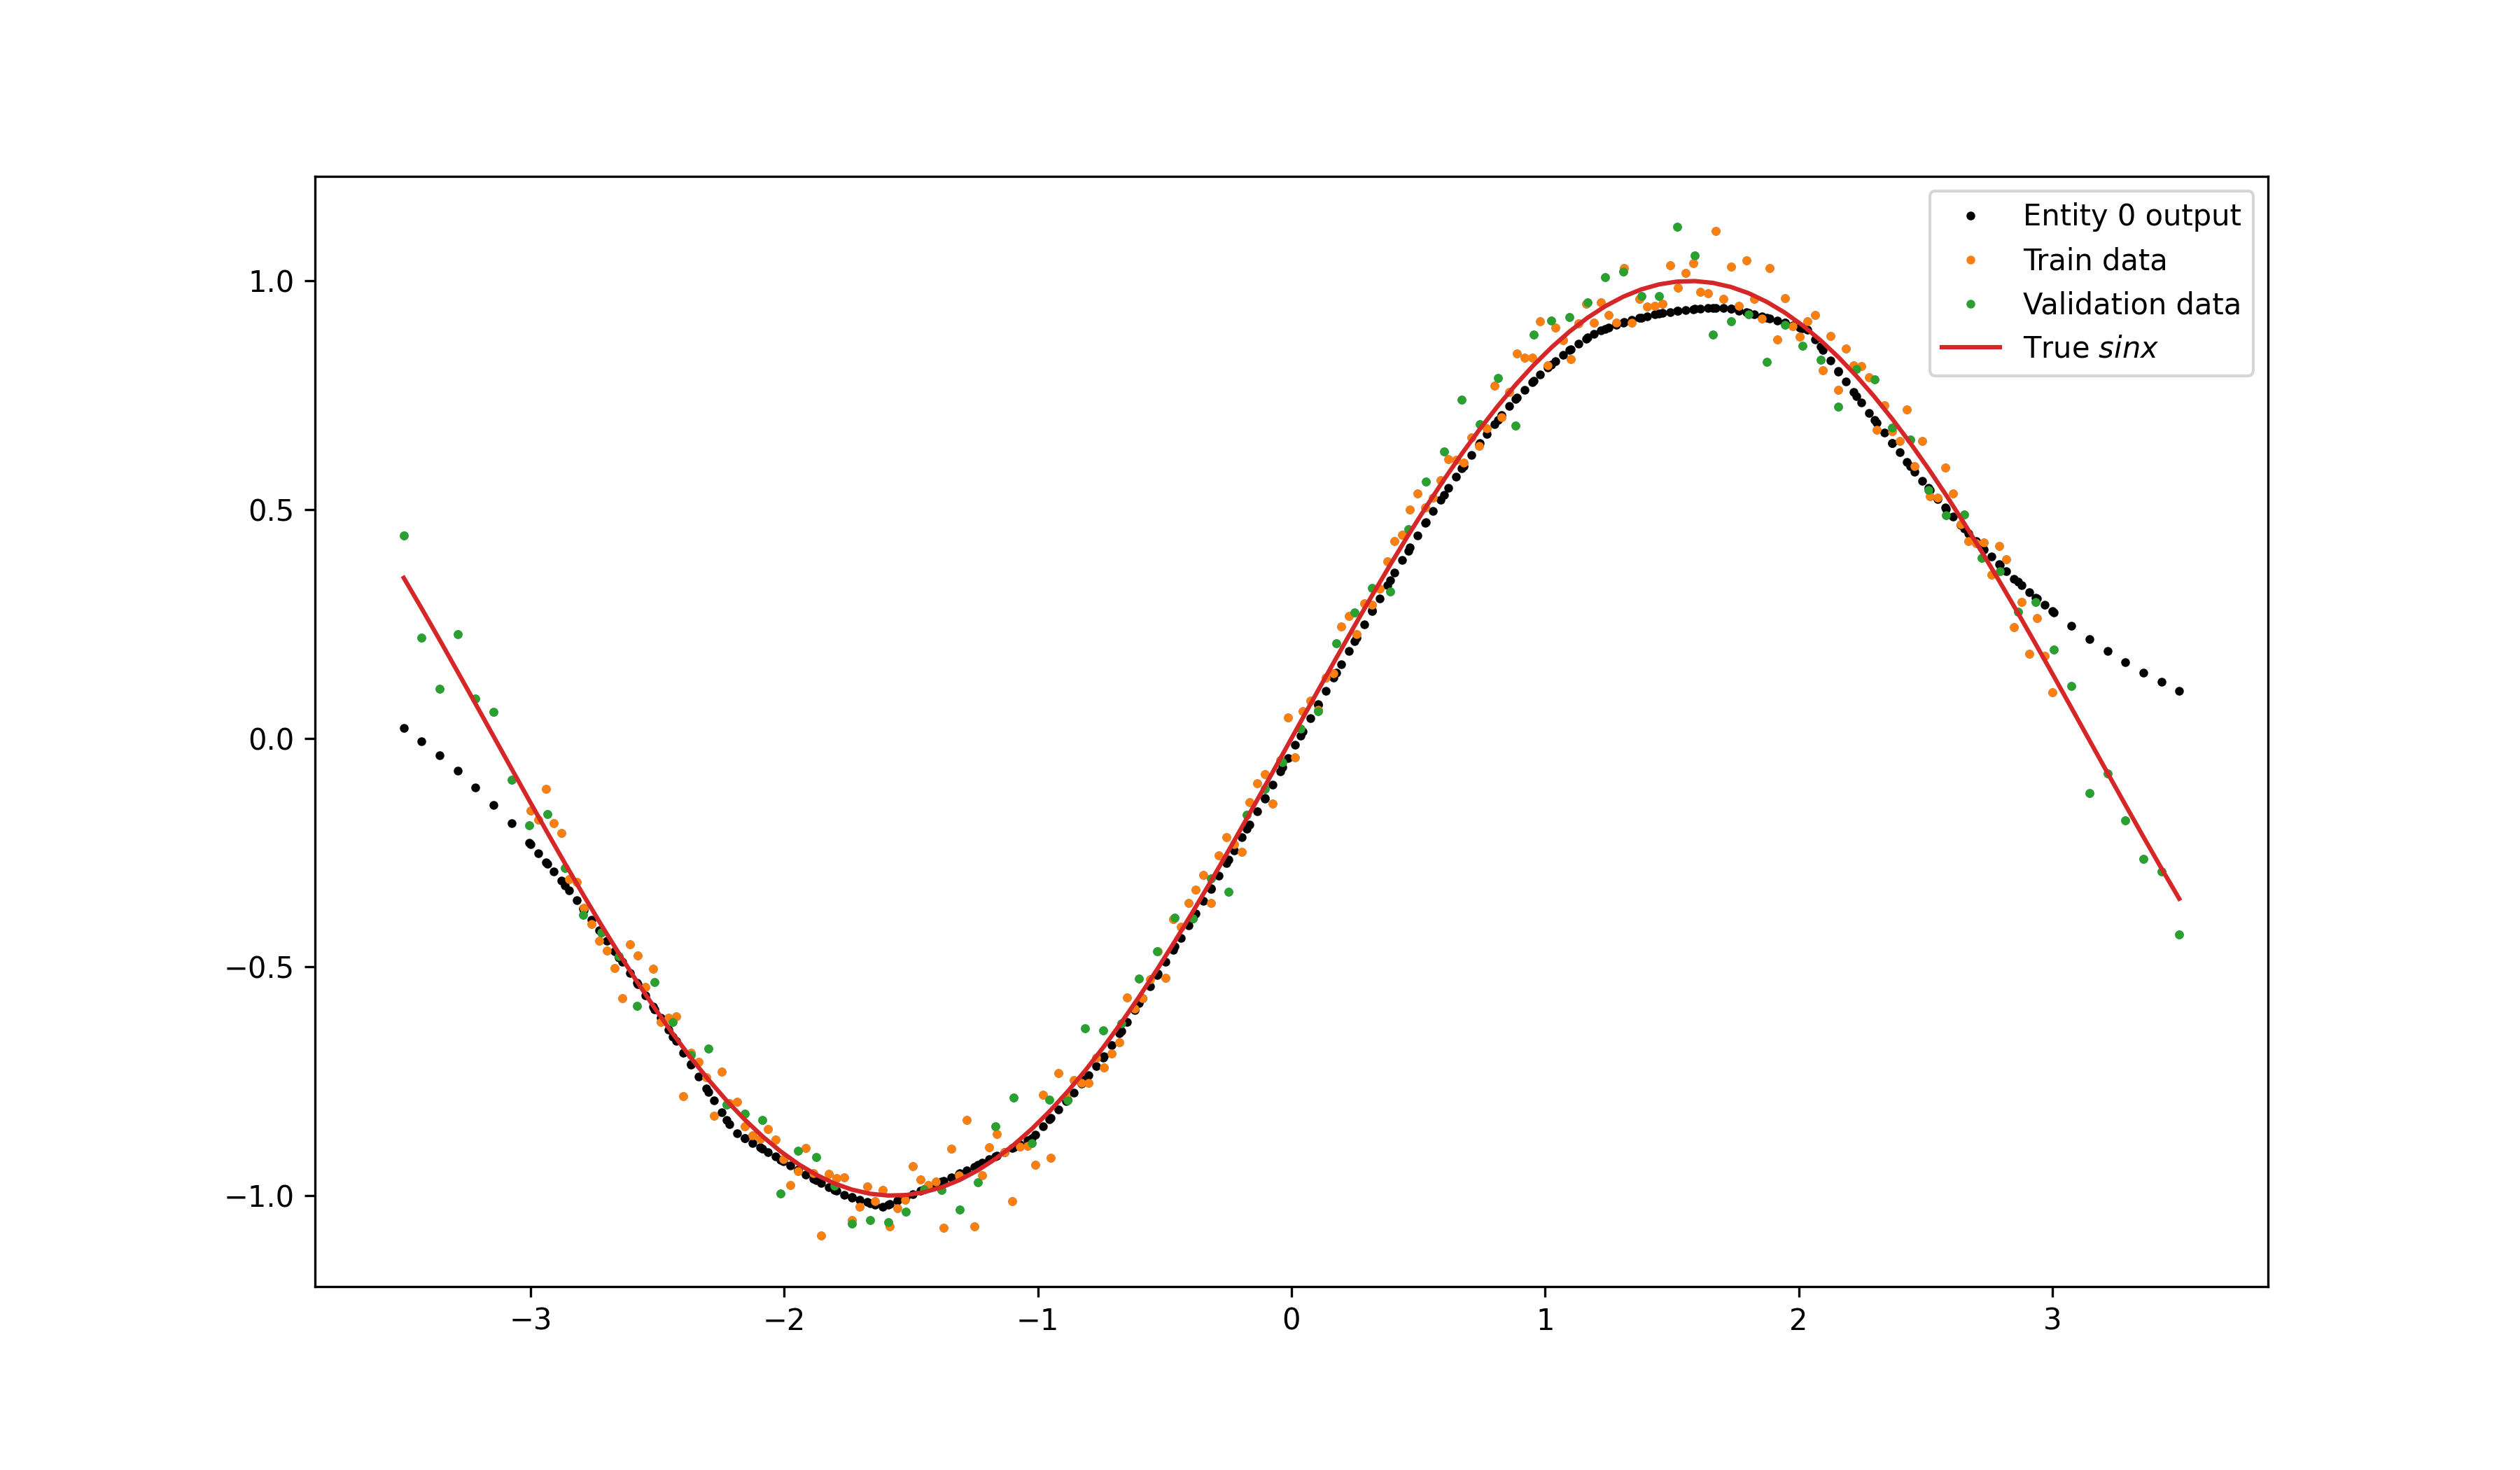 Entity 0 output
Train data
Validation data
True sinx
1.0
0.5
0.0
−0.5
−1.0
−3 −2 −1 0 1 2 3